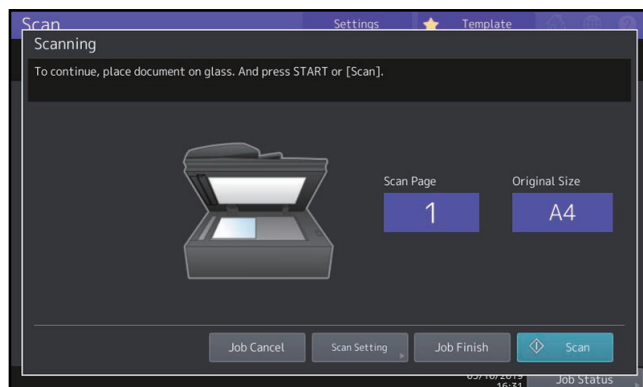 Scan
Settings
Template
Scanning
To continue, place document on glass. And press START or [Scan].
Scan Page
Original Size
1
A4
Job Cancel
Scan Setting
Job Finish
Scan
16:31
Job Status